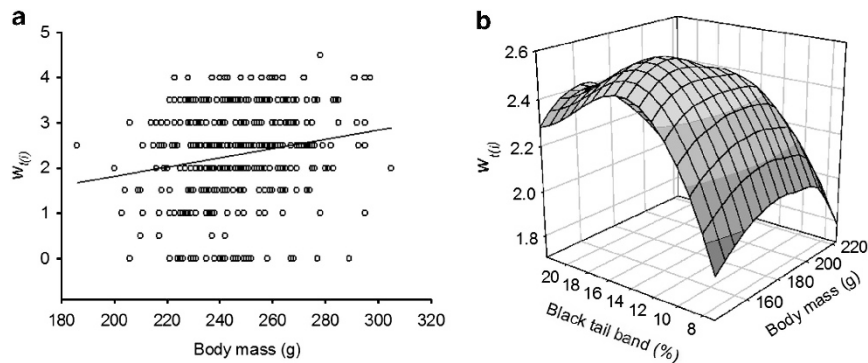 a
5
4
3
2
1
0
w t(i)
180 200 220 240 260 280 300 320
Body mass (g)
b
2.6
2.4
2.2
2.0
1.8
w t(i)
20 18 16 14 12 10 8
Black tail band (%)
160 180 200 220
Body mass (g)